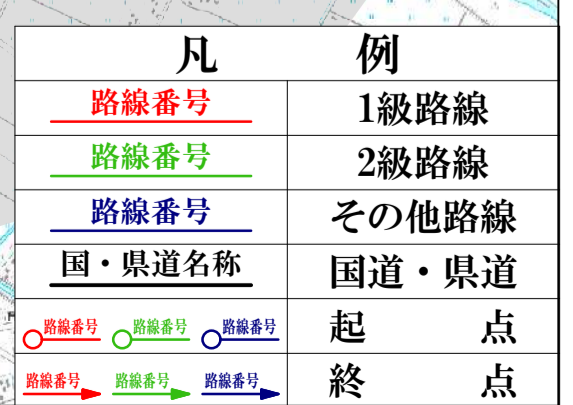 凡 例
路線番号 1級路線
路線番号 2級路線
路線番号 その他路線
国・県道名称 国道・県道
路線番号 路線番号 路線番号 起 点
路線番号 路線番号 路線番号 終 点